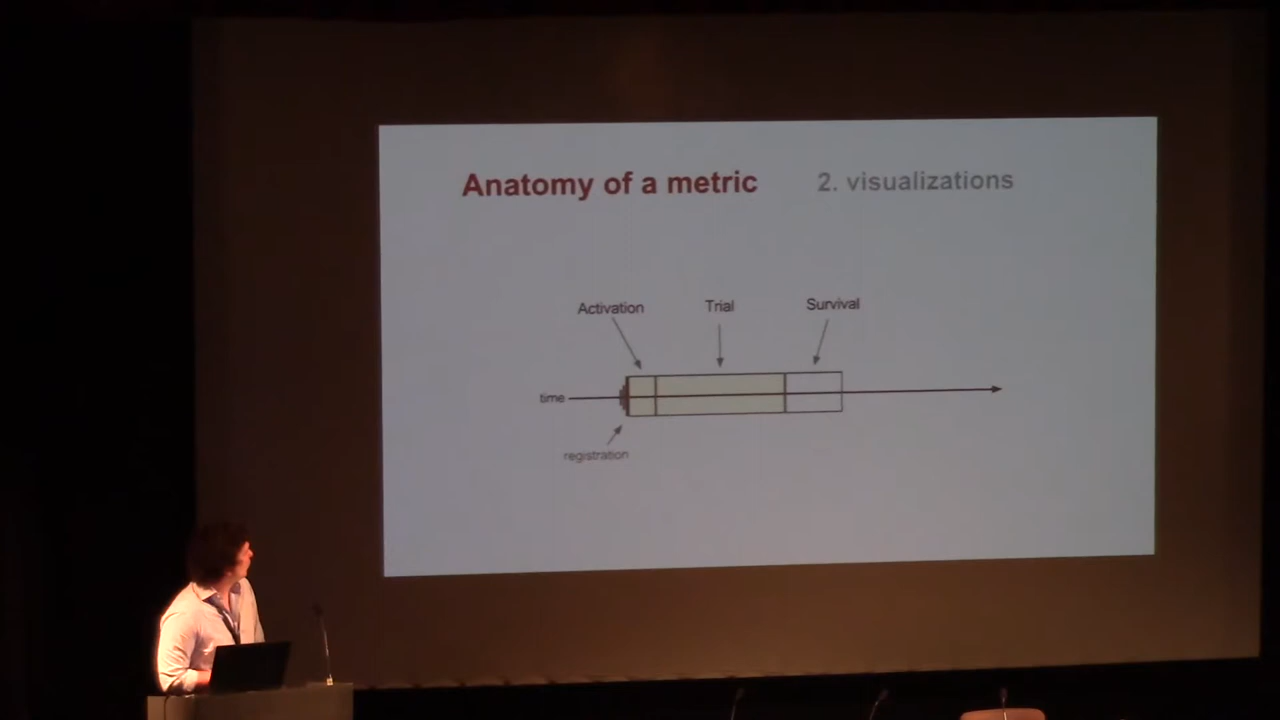 Anatomy of a metric 2. visualizations
Activation Trial Survival
time
registration